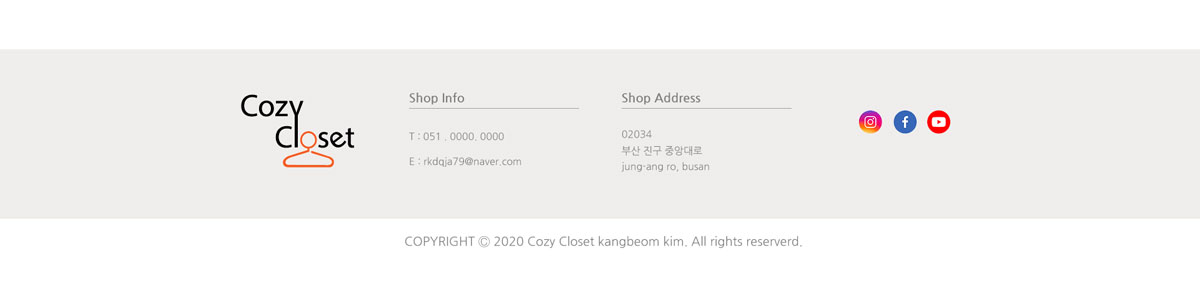 Cozy
Closet
Shop Info
T : 051 . 0000. 0000
E : rkdqja79@naver.com
Shop Address
02034
부산 진구 중앙대로
jung-ang ro, busan
COPYRIGHT Ⓒ 2020 Cozy Closet kangbeom kim. All rights reserverd.